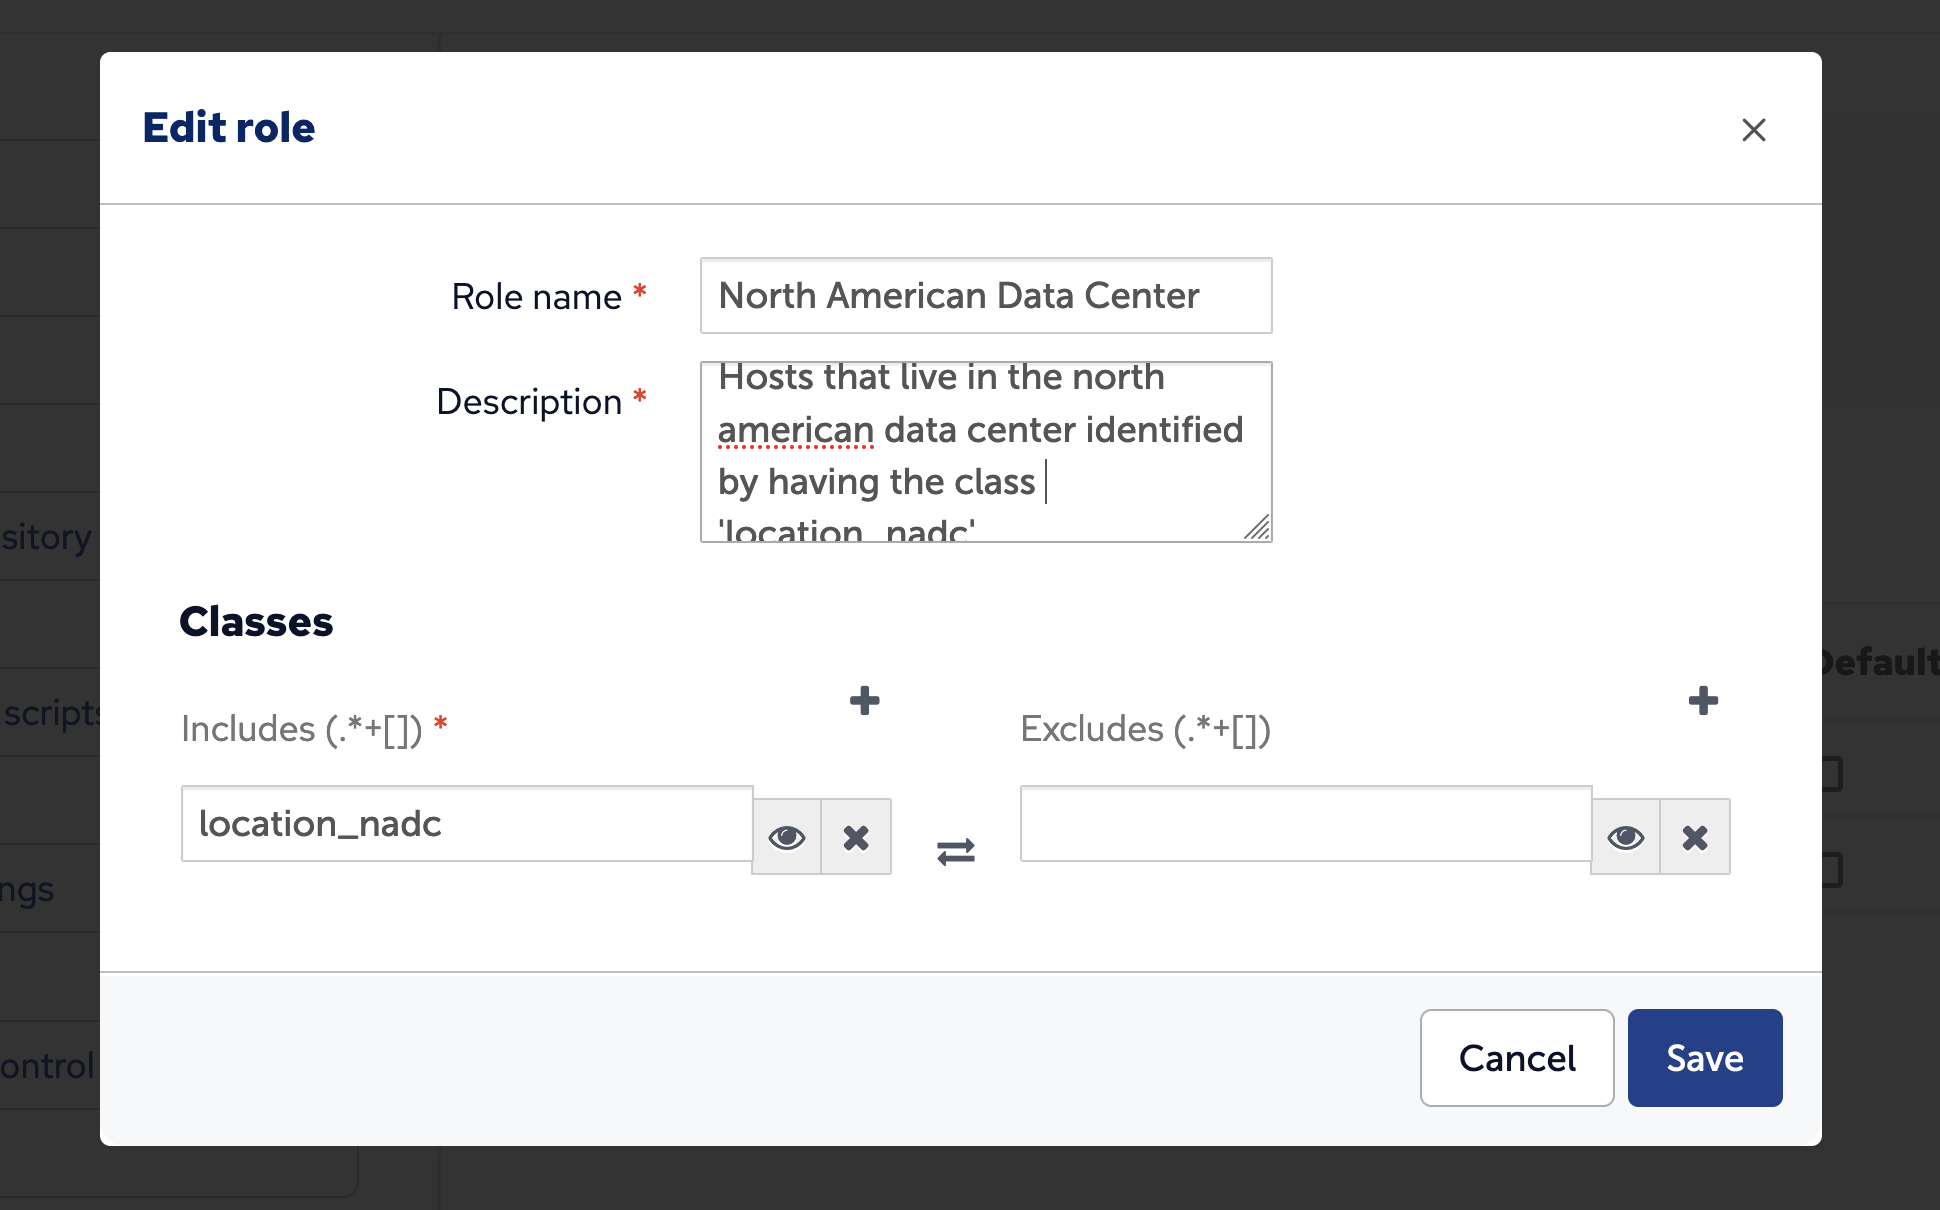 Edit role
Role name *
North American Data Center
Description *
Hosts that live in the north
american data center identified
by having the class
'location_nadc'
Classes
Includes (.*+[]) *
Excludes (.*+[])
location_nadc
Cancel
Save
sitory
scripts
ngs
ontrol
Default